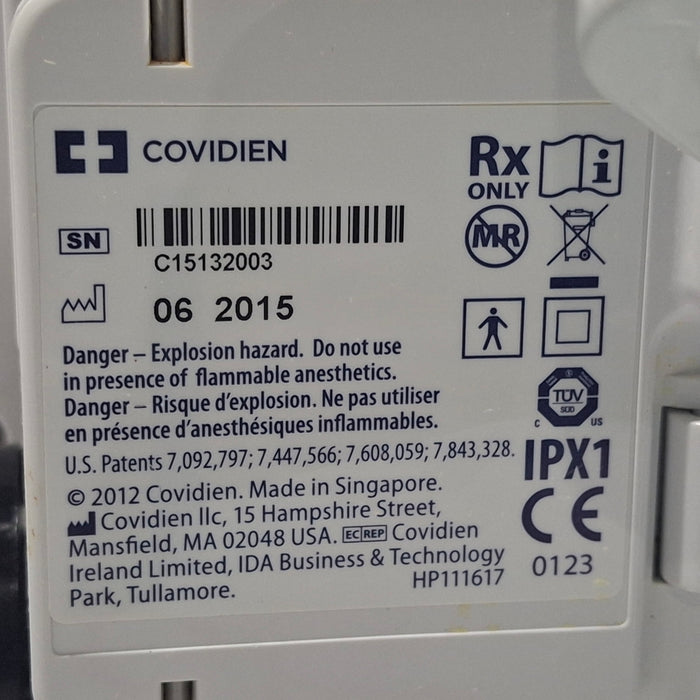 COVIDIEN
Rx
ONLY
i
SN
C15132003
MR
06 2015
Danger – Explosion hazard. Do not use
in presence of flammable anesthetics.
Danger – Risque d'explosion. Ne pas utiliser
en présence d'anesthésiques inflammables.
U.S. Patents 7,092,797; 7,447,566; 7,608,059; 7,843,328.
© 2012 Covidien. Made in Singapore.
Covidien llc, 15 Hampshire Street,
Mansfield, MA 02048 USA. EC REP Covidien
Ireland Limited, IDA Business & Technology
Park, Tullamore.
HP111617
TÜV
SÜD
C US
IPX1
CE
0123